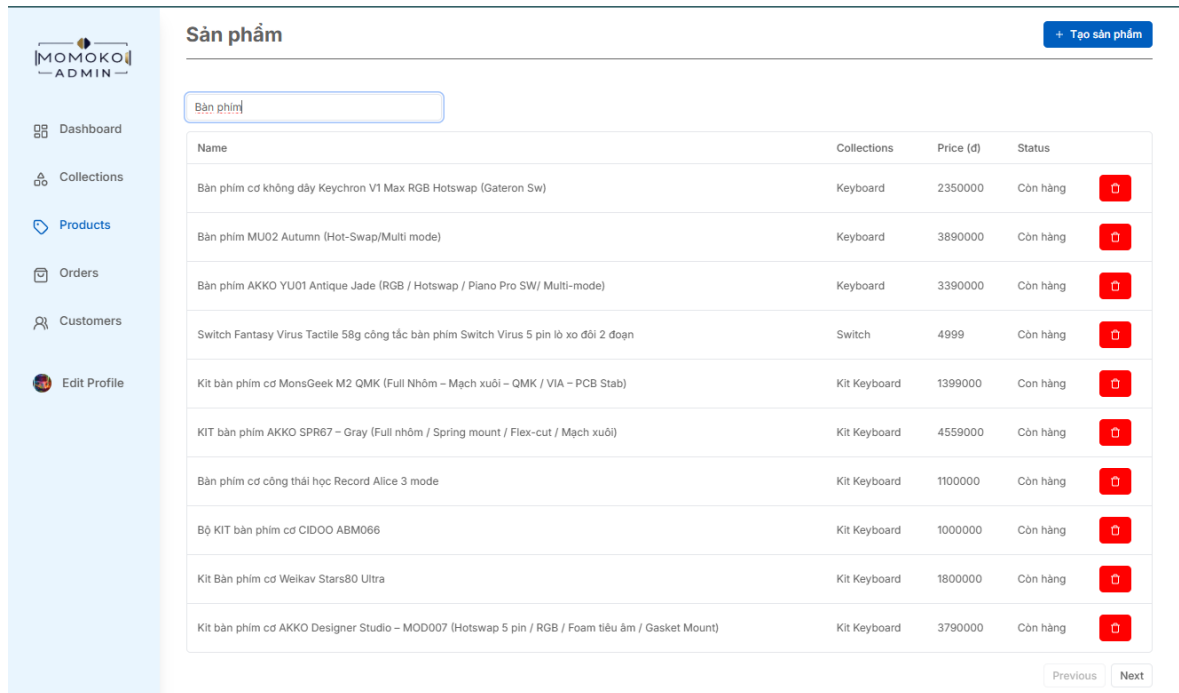 MOMOKO
ADMIN
Dashboard
Collections
Products
Orders
Customers
Edit Profile
Sản phẩm
+ Tạo sản phẩm
Bàn phím
Name Collections Price (đ) Status
Bàn phím cơ không dây Keychron V1 Max RGB Hotswap (Gateron Sw) Keyboard 2350000 Còn hàng
Bàn phím MU02 Autumn (Hot-Swap/Multi mode) Keyboard 3890000 Còn hàng
Bàn phím AKKO YU01 Antique Jade (RGB / Hotswap / Piano Pro SW/ Multi-mode) Keyboard 3390000 Còn hàng
Switch Fantasy Virus Tactile 58g công tắc bàn phím Switch Virus 5 pin lò xo đôi 2 đoạn Switch 4999 Còn hàng
Kit bàn phím cơ MonsGeek M2 QMK (Full Nhôm – Mạch xuôi – QMK / VIA – PCB Stab) Kit Keyboard 1399000 Con hàng
KIT bàn phím AKKO SPR67 – Gray (Full nhôm / Spring mount / Flex-cut / Mạch xuôi) Kit Keyboard 4559000 Còn hàng
Bàn phím cơ công thái học Record Alice 3 mode Kit Keyboard 1100000 Còn hàng
Bộ KIT bàn phím cơ CIDOO ABM066 Kit Keyboard 1000000 Còn hàng
Kit Bàn phím cơ Weikav Stars80 Ultra Kit Keyboard 1800000 Còn hàng
Kit bàn phím cơ AKKO Designer Studio – MOD007 (Hotswap 5 pin / RGB / Foam tiêu âm / Gasket Mount) Kit Keyboard 3790000 Còn hàng
Previous Next